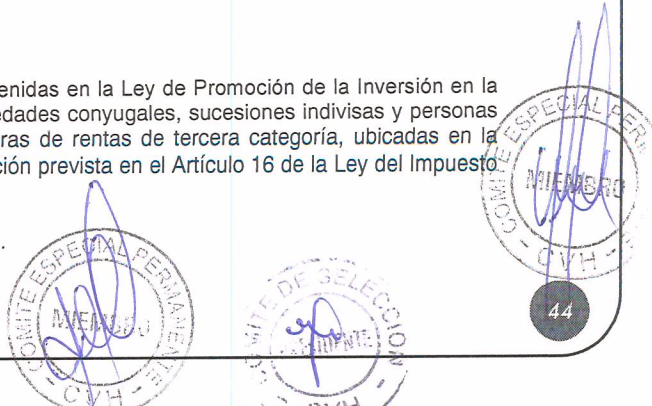 enidas en la Ley de Promoción de la Inversión en la
edades conyugales, sucesiones indivisas y personas
ras de rentas de tercera categoría, ubicadas en la
ción prevista en el Artículo 16 de la Ley del Impuesto
COMITE ESPECIAL PER
MIEMBRO
- CVH -
COMITE ESPECIAL PERMANENTE
MIEMBRO
- CVH -
COMITE DE SELECCION
44